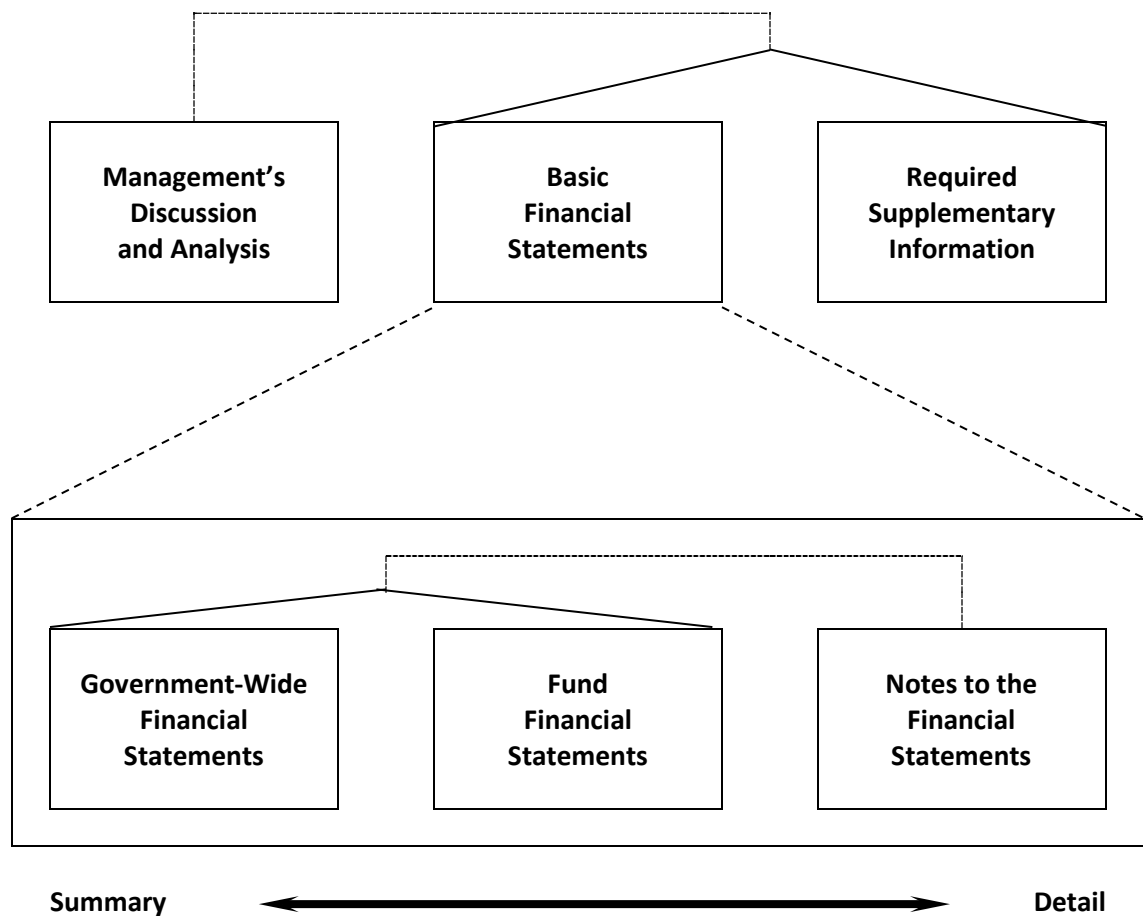 Management’s
Discussion
and Analysis
Basic
Financial
Statements
Required
Supplementary
Information
Government-Wide
Financial
Statements
Fund
Financial
Statements
Notes to the
Financial
Statements
Summary
Detail